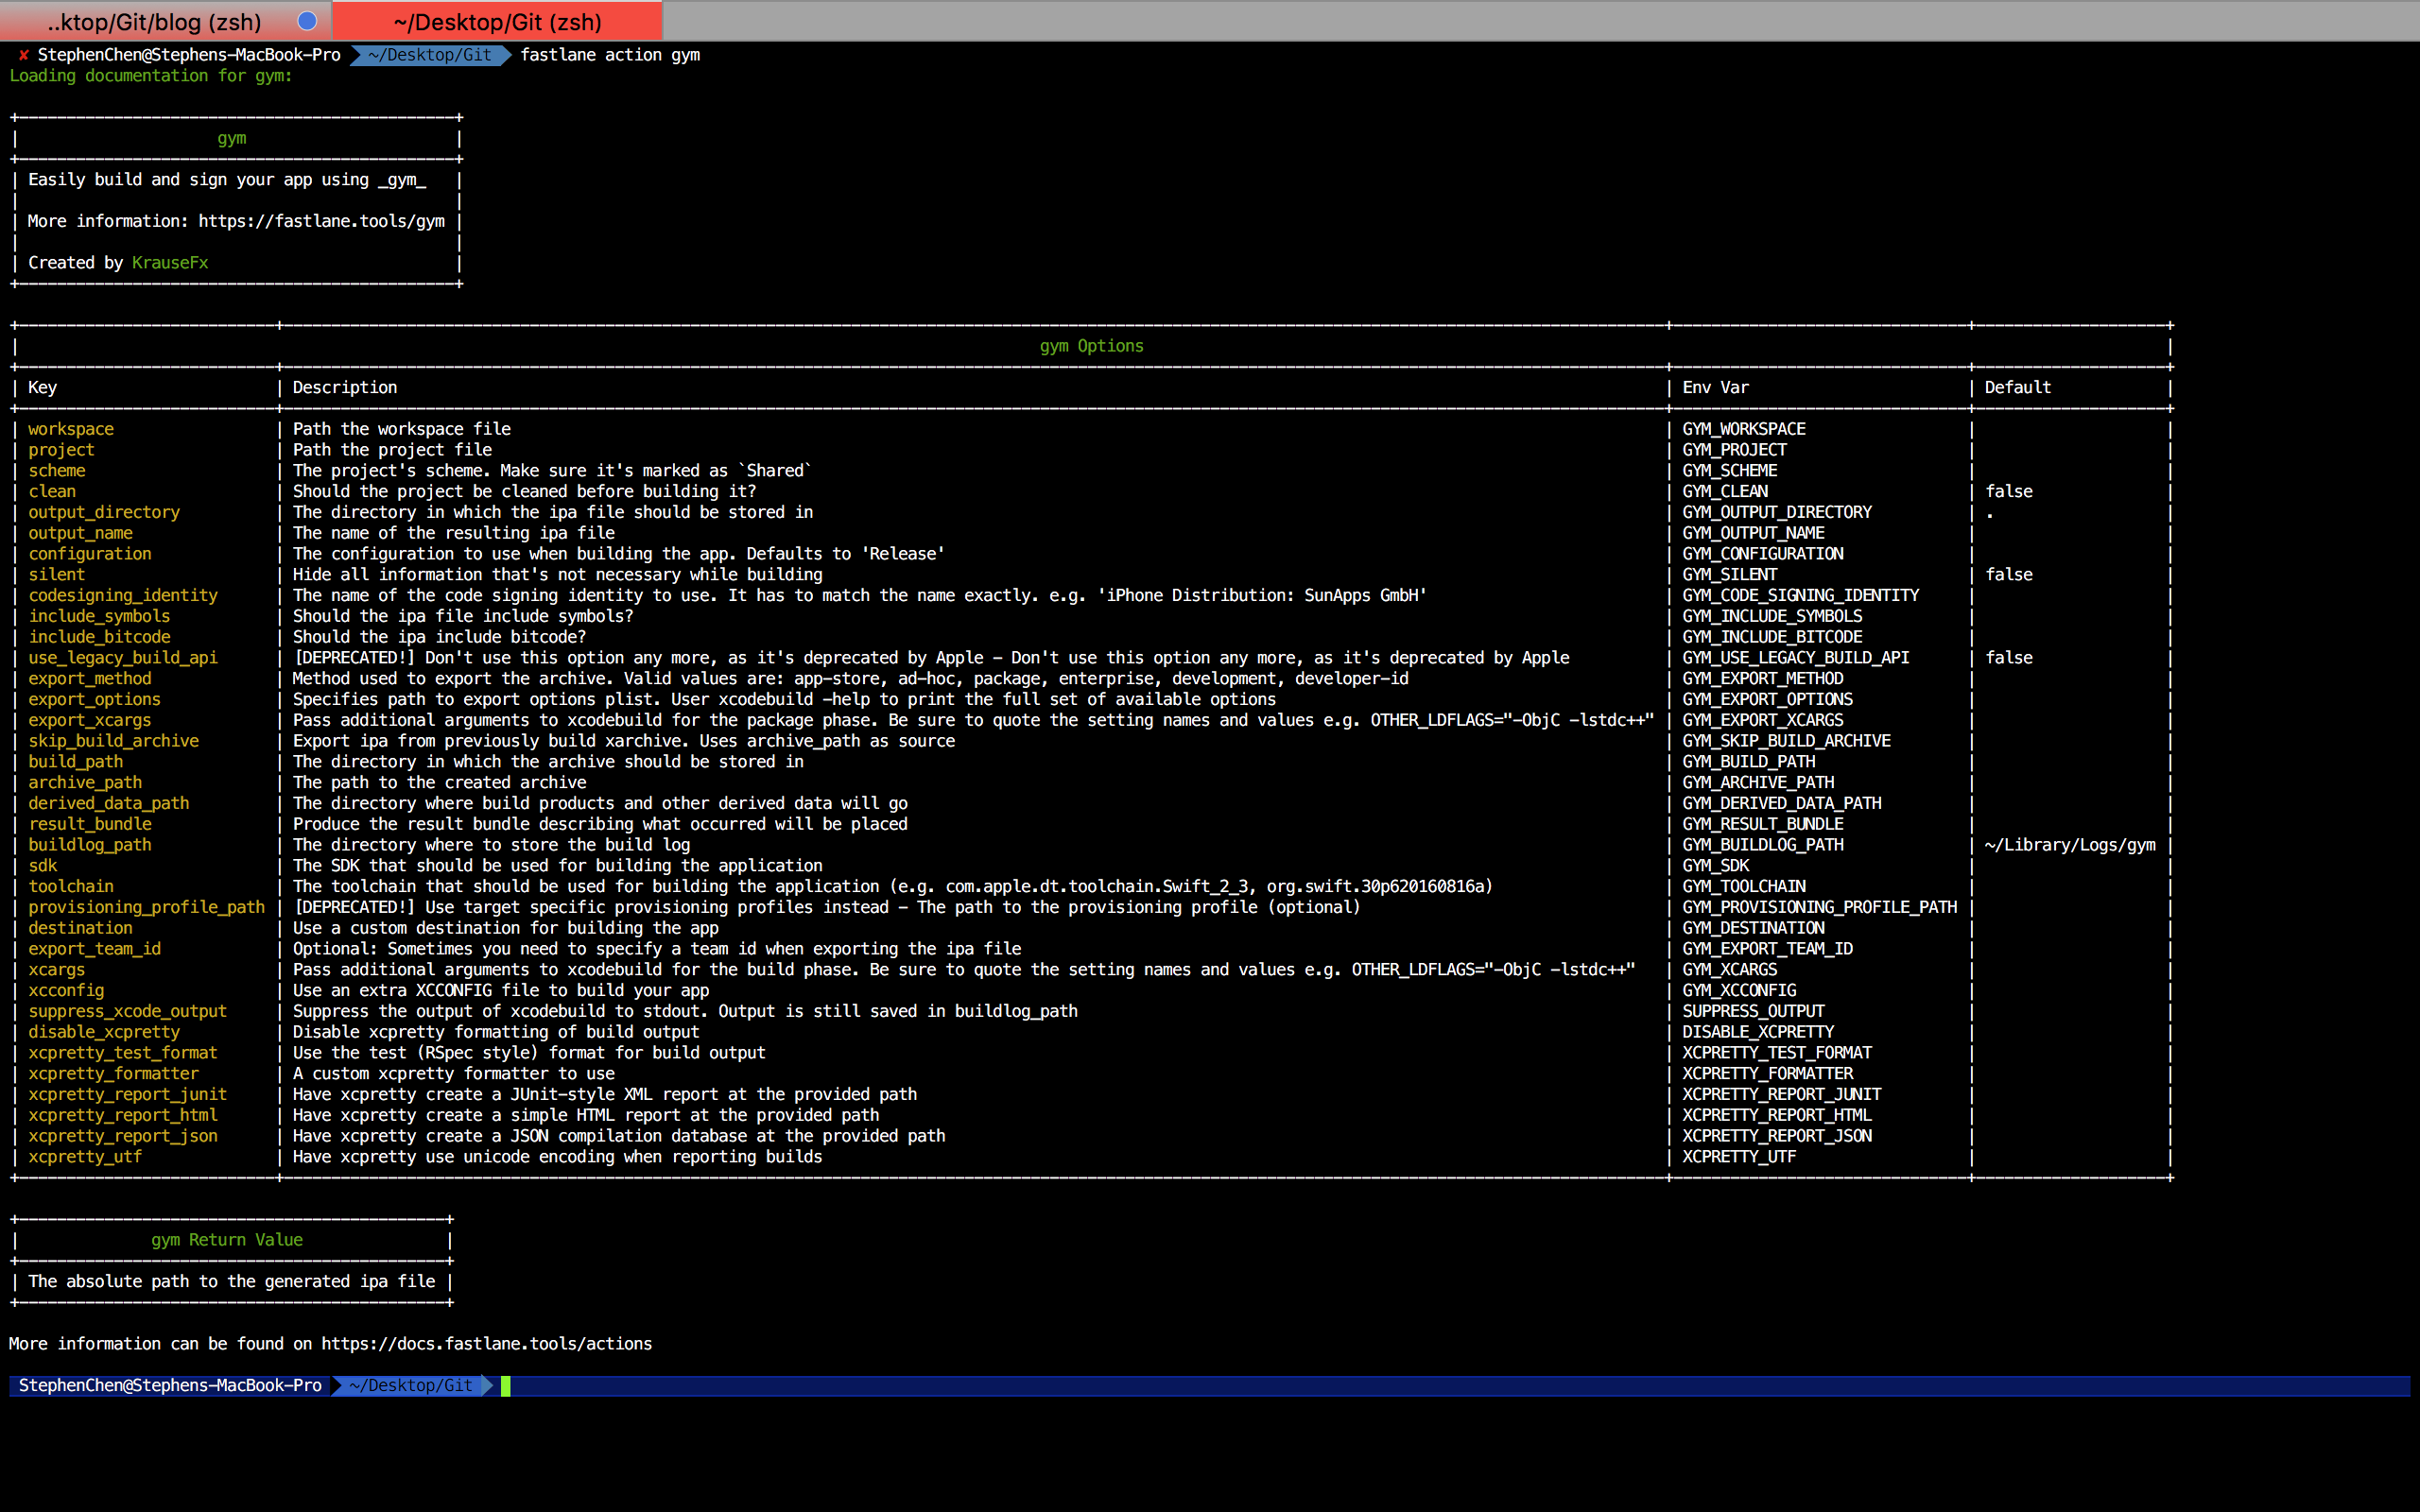 ..ktop/Git/blog (zsh) ~/Desktop/Git (zsh)
✘ StephenChen@Stephens-MacBook-Pro ~/Desktop/Git fastlane action gym
Loading documentation for gym:
gym
Easily build and sign your app using _gym_
More information: https://fastlane.tools/gym
Created by KrauseFx
gym Options
Key | Description | Env Var | Default
workspace | Path the workspace file | GYM_WORKSPACE | |
project | Path the project file | GYM_PROJECT | |
scheme | The project's scheme. Make sure it's marked as `Shared` | GYM_SCHEME | |
clean | Should the project be cleaned before building it? | GYM_CLEAN | false |
output_directory | The directory in which the ipa file should be stored in | GYM_OUTPUT_DIRECTORY | . |
output_name | The name of the resulting ipa file | GYM_OUTPUT_NAME | |
configuration | The configuration to use when building the app. Defaults to 'Release' | GYM_CONFIGURATION | |
silent | Hide all information that's not necessary while building | GYM_SILENT | false |
codesigning_identity | The name of the code signing identity to use. It has to match the name exactly. e.g. 'iPhone Distribution: SunApps GmbH' | GYM_CODE_SIGNING_IDENTITY | |
include_symbols | Should the ipa file include symbols? | GYM_INCLUDE_SYMBOLS | |
include_bitcode | Should the ipa include bitcode? | GYM_INCLUDE_BITCODE | |
use_legacy_build_api | [DEPRECATED!] Don't use this option any more, as it's deprecated by Apple - Don't use this option any more, as it's deprecated by Apple | GYM_USE_LEGACY_BUILD_API | false |
export_method | Method used to export the archive. Valid values are: app-store, ad-hoc, package, enterprise, development, developer-id | GYM_EXPORT_METHOD | |
export_options | Specifies path to export options plist. User xcodebuild -help to print the full set of available options | GYM_EXPORT_OPTIONS | |
export_xcargs | Pass additional arguments to xcodebuild for the package phase. Be sure to quote the setting names and values e.g. OTHER_LDFLAGS="-ObjC -lstdc++" | GYM_EXPORT_XCARGS | |
skip_build_archive | Export ipa from previously build xarchive. Uses archive_path as source | GYM_SKIP_BUILD_ARCHIVE | |
build_path | The directory in which the archive should be stored in | GYM_BUILD_PATH | |
archive_path | The path to the created archive | GYM_ARCHIVE_PATH | |
derived_data_path | The directory where build products and other derived data will go | GYM_DERIVED_DATA_PATH | |
result_bundle | Produce the result bundle describing what occurred will be placed | GYM_RESULT_BUNDLE | |
buildlog_path | The directory where to store the build log | GYM_BUILDLOG_PATH | ~/Library/Logs/gym |
sdk | The SDK that should be used for building the application | GYM_SDK | |
toolchain | The toolchain that should be used for building the application (e.g. com.apple.dt.toolchain.Swift_2_3, org.swift.30p620160816a) | GYM_TOOLCHAIN | |
provisioning_profile_path | [DEPRECATED!] Use target specific provisioning profiles instead - The path to the provisioning profile (optional) | GYM_PROVISIONING_PROFILE_PATH | |
destination | Use a custom destination for building the app | GYM_DESTINATION | |
export_team_id | Optional: Sometimes you need to specify a team id when exporting the ipa file | GYM_EXPORT_TEAM_ID | |
xcargs | Pass additional arguments to xcodebuild for the build phase. Be sure to quote the setting names and values e.g. OTHER_LDFLAGS="-ObjC -lstdc++" | GYM_XCARGS | |
xcconfig | Use an extra XCCONFIG file to build your app | GYM_XCCONFIG | |
suppress_xcode_output | Suppress the output of xcodebuild to stdout. Output is still saved in buildlog_path | SUPPRESS_OUTPUT | |
disable_xcpretty | Disable xcpretty formatting of build output | DISABLE_XCPRETTY | |
xcpretty_test_format | Use the test (RSpec style) format for build output | XCPRETTY_TEST_FORMAT | |
xcpretty_formatter | A custom xcpretty formatter to use | XCPRETTY_FORMATTER | |
xcpretty_report_junit | Have xcpretty create a JUnit-style XML report at the provided path | XCPRETTY_REPORT_JUNIT | |
xcpretty_report_html | Have xcpretty create a simple HTML report at the provided path | XCPRETTY_REPORT_HTML | |
xcpretty_report_json | Have xcpretty create a JSON compilation database at the provided path | XCPRETTY_REPORT_JSON | |
xcpretty_utf | Have xcpretty use unicode encoding when reporting builds | XCPRETTY_UTF | |
gym Return Value
The absolute path to the generated ipa file
More information can be found on https://docs.fastlane.tools/actions
StephenChen@Stephens-MacBook-Pro ~/Desktop/Git